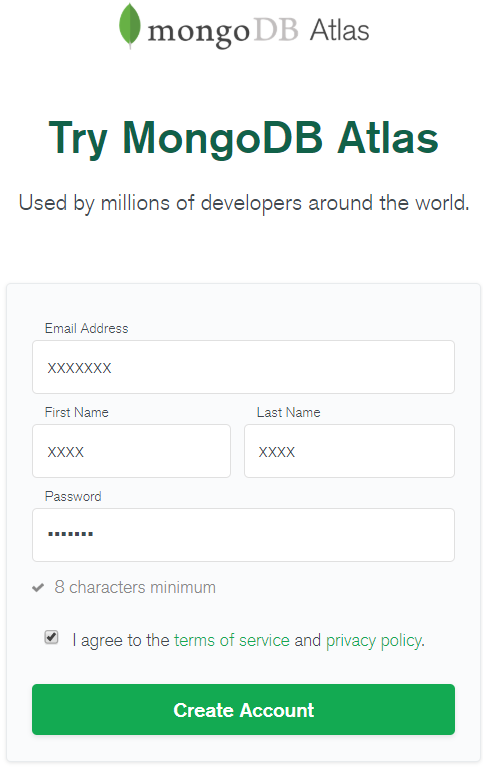 mongoDB Atlas
Try MongoDB Atlas
Used by millions of developers around the world.
Email Address
XXXXXXX
First Name Last Name
XXXX XXXX
Password
•••••••
8 characters minimum
I agree to the terms of service and privacy policy.
Create Account